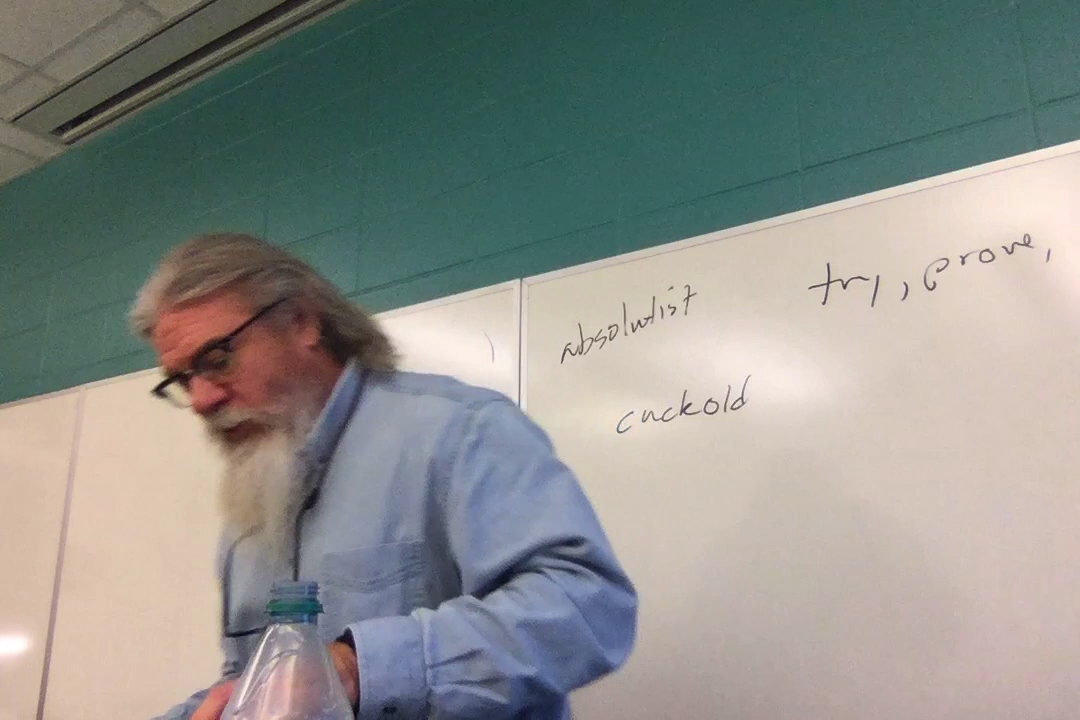 absolutist
try, prove,
cuckold